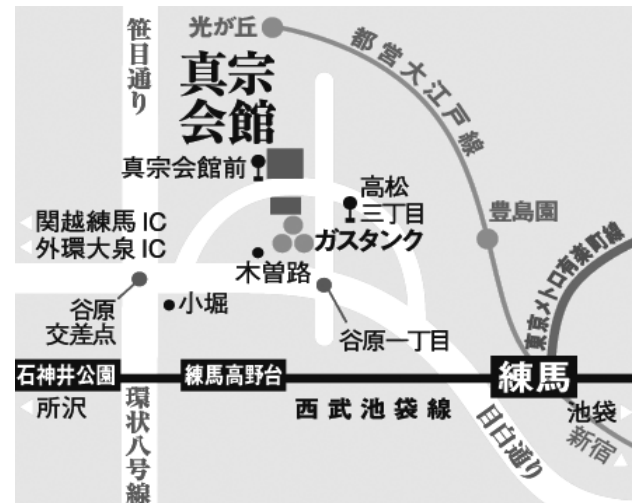 光が丘
笹目通り
都営大江戸線
真宗
会館
真宗会館前
高松
三丁目
豊島園
関越練馬 IC
外環大泉 IC
ガスタンク
木曽路
東京メトロ有楽町線
谷原
交差点
小堀
谷原一丁目
石神井公園
練馬高野台
練馬
所沢
環状八号線
西武池袋線
目白通り
池袋
新宿